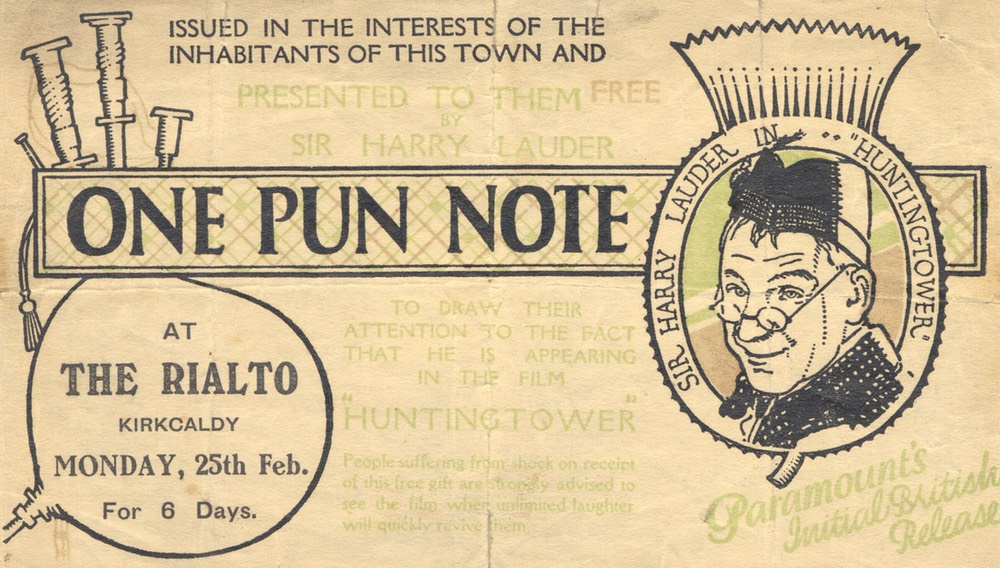 ISSUED IN THE INTERESTS OF THE
INHABITANTS OF THIS TOWN AND
PRESENTED TO THEM FREE
BY
SIR HARRY LAUDER
ONE PUN NOTE
SIR HARRY LAUDER IN ·· "HUNTINGTOWER"
AT
THE RIALTO
KIRKCALDY
MONDAY, 25th Feb.
For 6 Days.
TO DRAW THEIR
ATTENTION TO THE FACT
THAT HE IS APPEARING
IN THE FILM
"HUNTINGTOWER"
People suffering from shock on receipt
of this free gift are strongly advised to
see the film when unlimited laughter
will quickly revive them.
Paramount's
Initial British
Release